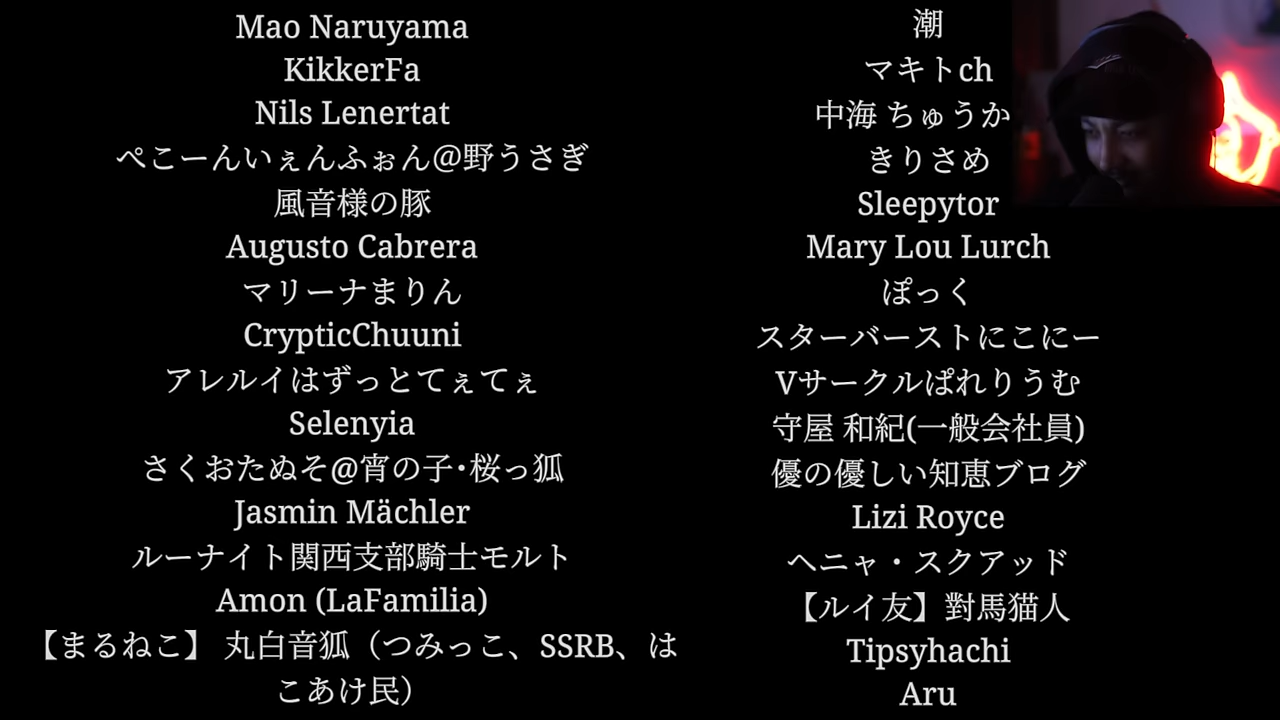 Mao Naruyama
KikkerFa
Nils Lenertat
ぺこーんいぇんふぉん@野うさぎ
風音様の豚
Augusto Cabrera
マリーナまりん
CrypticChuuni
アレルイはずっとてぇてぇ
Selenyia
さくおたぬそ@宵の子･桜っ狐
Jasmin Mächler
ルーナイト関西支部騎士モルト
Amon (LaFamilia)
【まるねこ】 丸白音狐（つみっこ、SSRB、は
こあけ民）
潮
マキトch
中海 ちゅうか
きりさめ
Sleepytor
Mary Lou Lurch
ぽっく
スターバーストにこにー
Vサークルぱれりうむ
守屋 和紀(一般会社員)
優の優しい知恵ブログ
Lizi Royce
ヘニャ・スクアッド
【ルイ友】對馬猫人
Tipsyhachi
Aru